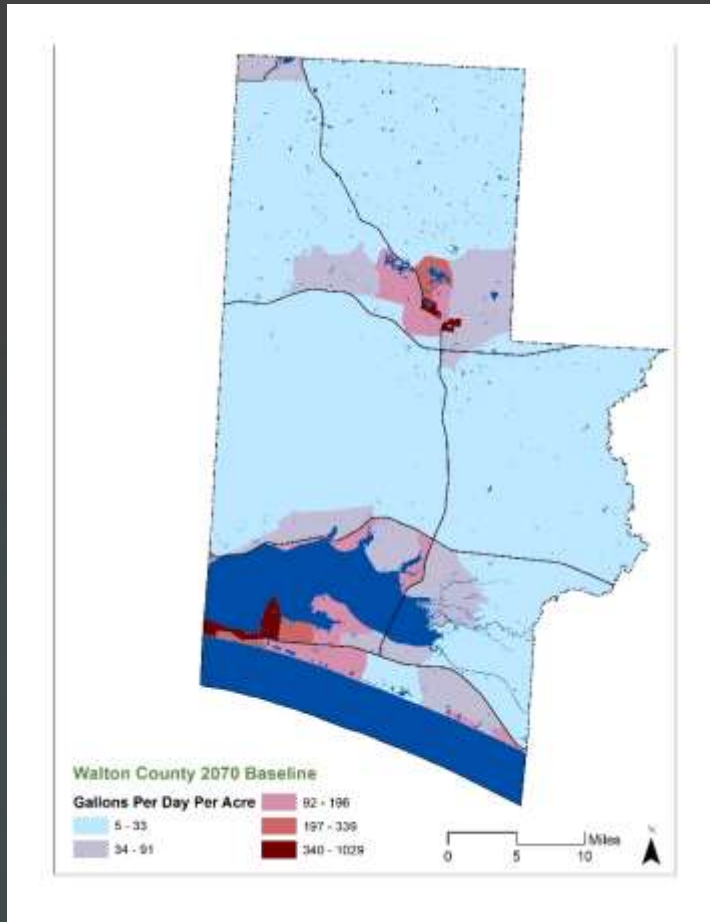 Walton County 2070 Baseline
Gallons Per Day Per Acre
5 - 33
34 - 91
92 - 196
197 - 339
340 - 1029
Miles
0 5 10
N